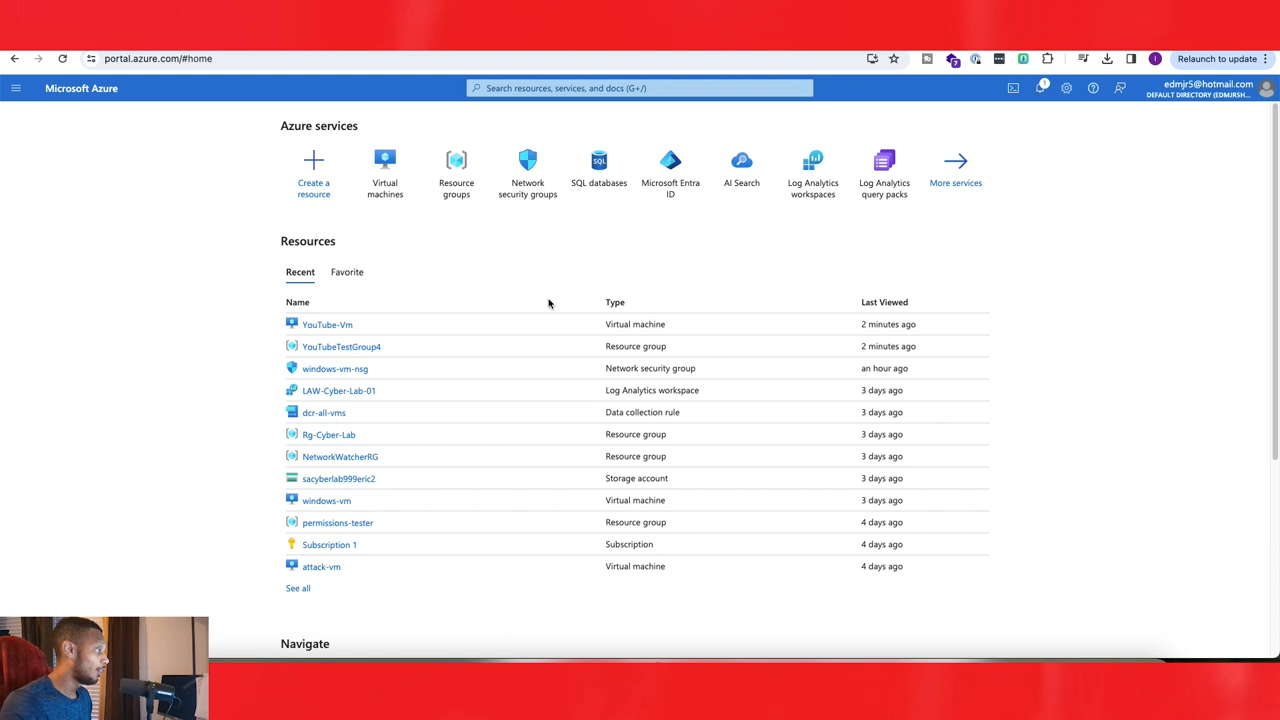 portal.azure.com/#home
7
I
Relaunch to update
Microsoft Azure
Search resources, services, and docs (G+/)
1
edmjr5@hotmail.com
DEFAULT DIRECTORY (EDMJRSH...
Azure services
Create a resource
Virtual machines
Resource groups
Network security groups
SQL
SQL databases
Microsoft Entra ID
AI Search
Log Analytics workspaces
Log Analytics query packs
More services
Resources
Recent Favorite
Name Type Last Viewed
YouTube-Vm Virtual machine 2 minutes ago
YouTubeTestGroup4 Resource group 2 minutes ago
windows-vm-nsg Network security group an hour ago
LAW-Cyber-Lab-01 Log Analytics workspace 3 days ago
dcr-all-vms Data collection rule 3 days ago
Rg-Cyber-Lab Resource group 3 days ago
NetworkWatcherRG Resource group 3 days ago
sacyberlab999eric2 Storage account 3 days ago
windows-vm Virtual machine 3 days ago
permissions-tester Resource group 4 days ago
Subscription 1 Subscription 4 days ago
attack-vm Virtual machine 4 days ago
See all
Navigate